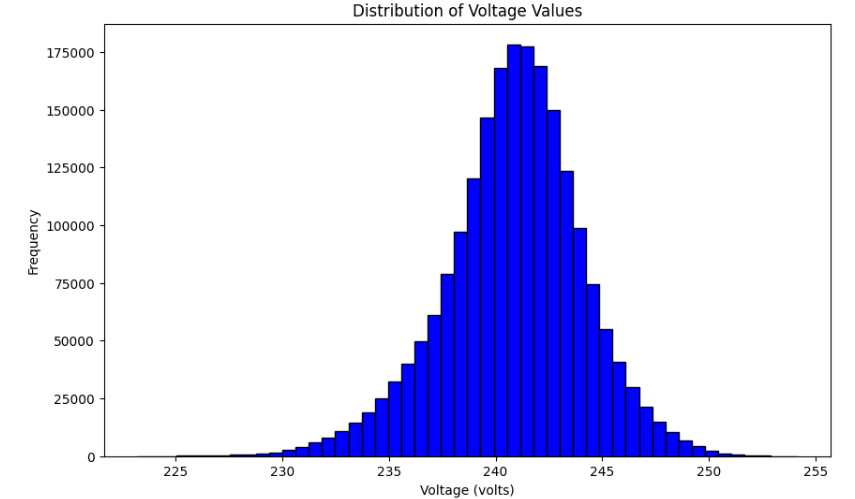 Distribution of Voltage Values
Frequency
175000
150000
125000
100000
75000
50000
25000
0
225 230 235 240 245 250 255
Voltage (volts)